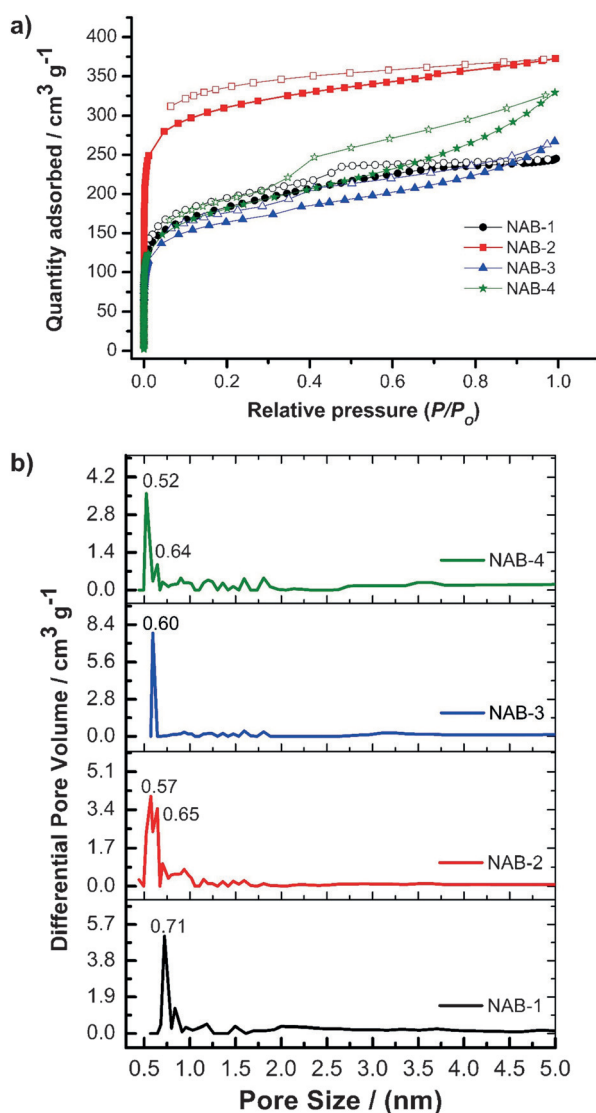 a)
Quantity adsorbed / cm³ g⁻¹
400
350
300
250
200
150
100
50
0
NAB-1
NAB-2
NAB-3
NAB-4
0.0 0.2 0.4 0.6 0.8 1.0
Relative pressure (P/Po)
b)
Differential Pore Volume / cm³ g⁻¹
4.2
2.8
1.4
0.0
0.52
0.64
NAB-4
8.4
5.6
2.8
0.0
0.60
NAB-3
5.1
3.4
1.7
0.0
0.57
0.65
NAB-2
5.7
3.8
1.9
0.0
0.71
NAB-1
0.5 1.0 1.5 2.0 2.5 3.0 3.5 4.0 4.5 5.0
Pore Size / (nm)